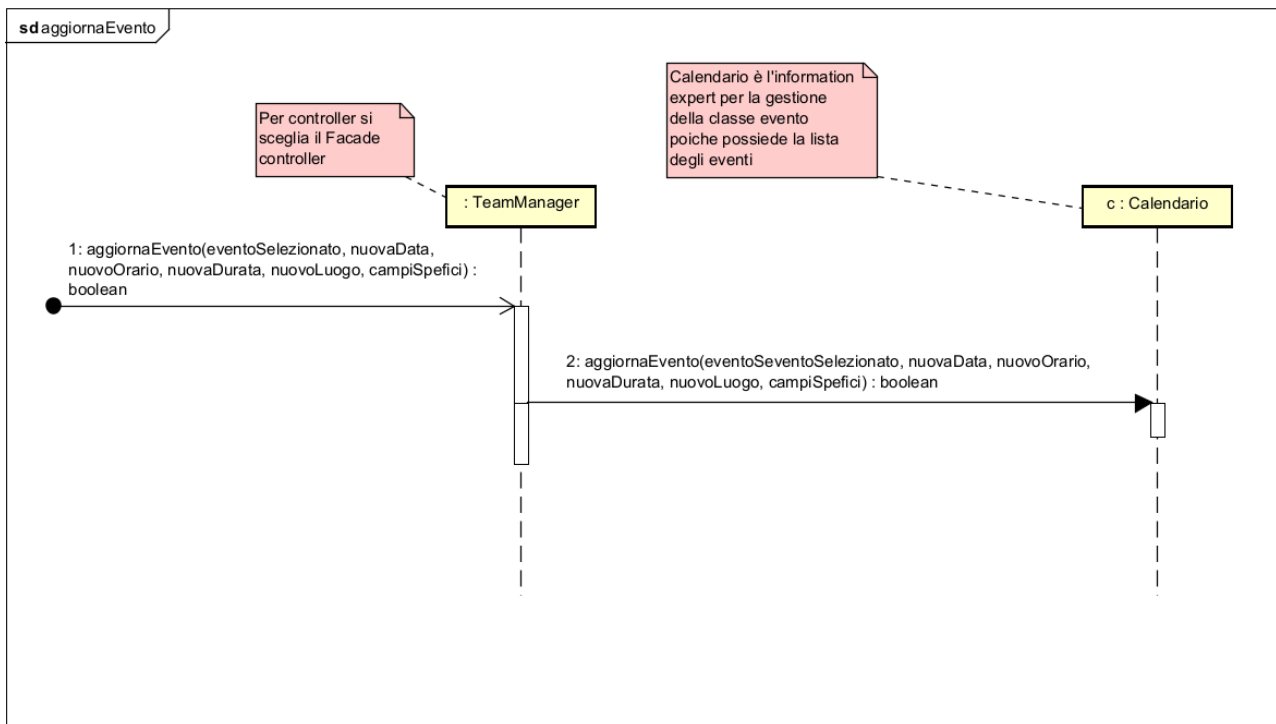 sd aggiornaEvento
Per controller si
sceglia il Facade
controller
Calendario è l'information
expert per la gestione
della classe evento
poiche possiede la lista
degli eventi
: TeamManager
c : Calendario
1: aggiornaEvento(eventoSelezionato, nuovaData,
nuovoOrario, nuovaDurata, nuovoLuogo, campiSpefici) :
boolean
2: aggiornaEvento(eventoSeventoSelezionato, nuovaData, nuovoOrario,
nuovaDurata, nuovoLuogo, campiSpefici) : boolean